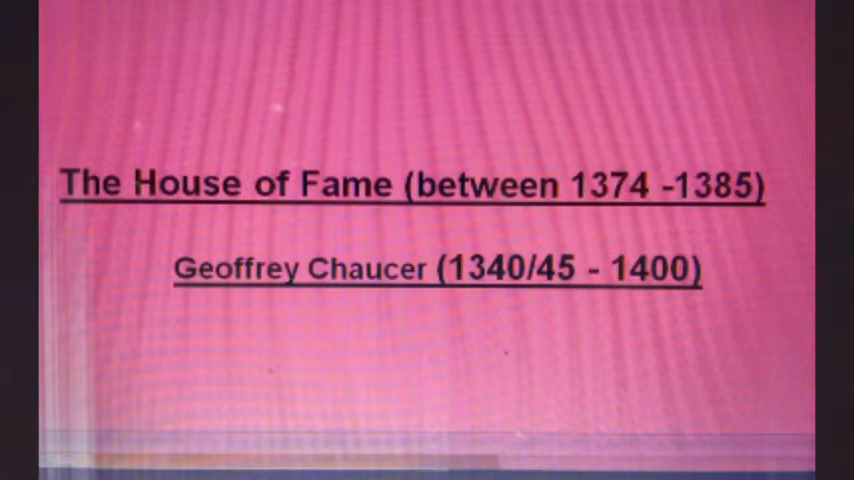 The House of Fame (between 1374 -1385)
Geoffrey Chaucer (1340/45 - 1400)